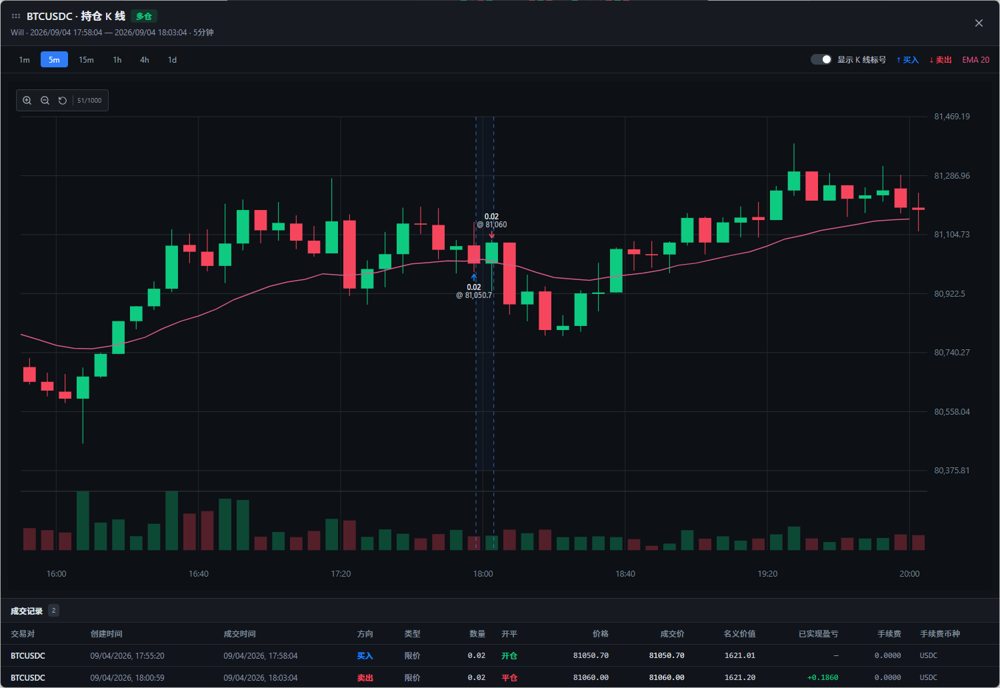 BTCUSDC · 持仓 K 线 多仓
Will · 2026/09/04 17:58:04 — 2026/09/04 18:03:04 · 5分钟
1m 5m 15m 1h 4h 1d 显示 K 线标号 ↑ 买入 ↓ 卖出 EMA 20
51/1000
81,469.19
81,286.96
0.02
@ 81,060
81,104.73
0.02
@ 81,050.7
80,922.5
80,740.27
80,558.04
80,375.81
16:00 16:40 17:20 18:00 18:40 19:20 20:00
成交记录 2
交易对 创建时间 成交时间 方向 类型 数量 开平 价格 成交价 名义价值 已实现盈亏 手续费 手续费币种
BTCUSDC 09/04/2026, 17:55:20 09/04/2026, 17:58:04 买入 限价 0.02 开仓 81050.70 81050.70 1621.01 — 0.0000 USDC
BTCUSDC 09/04/2026, 18:00:59 09/04/2026, 18:03:04 卖出 限价 0.02 平仓 81060.00 81060.00 1621.20 +0.1860 0.0000 USDC